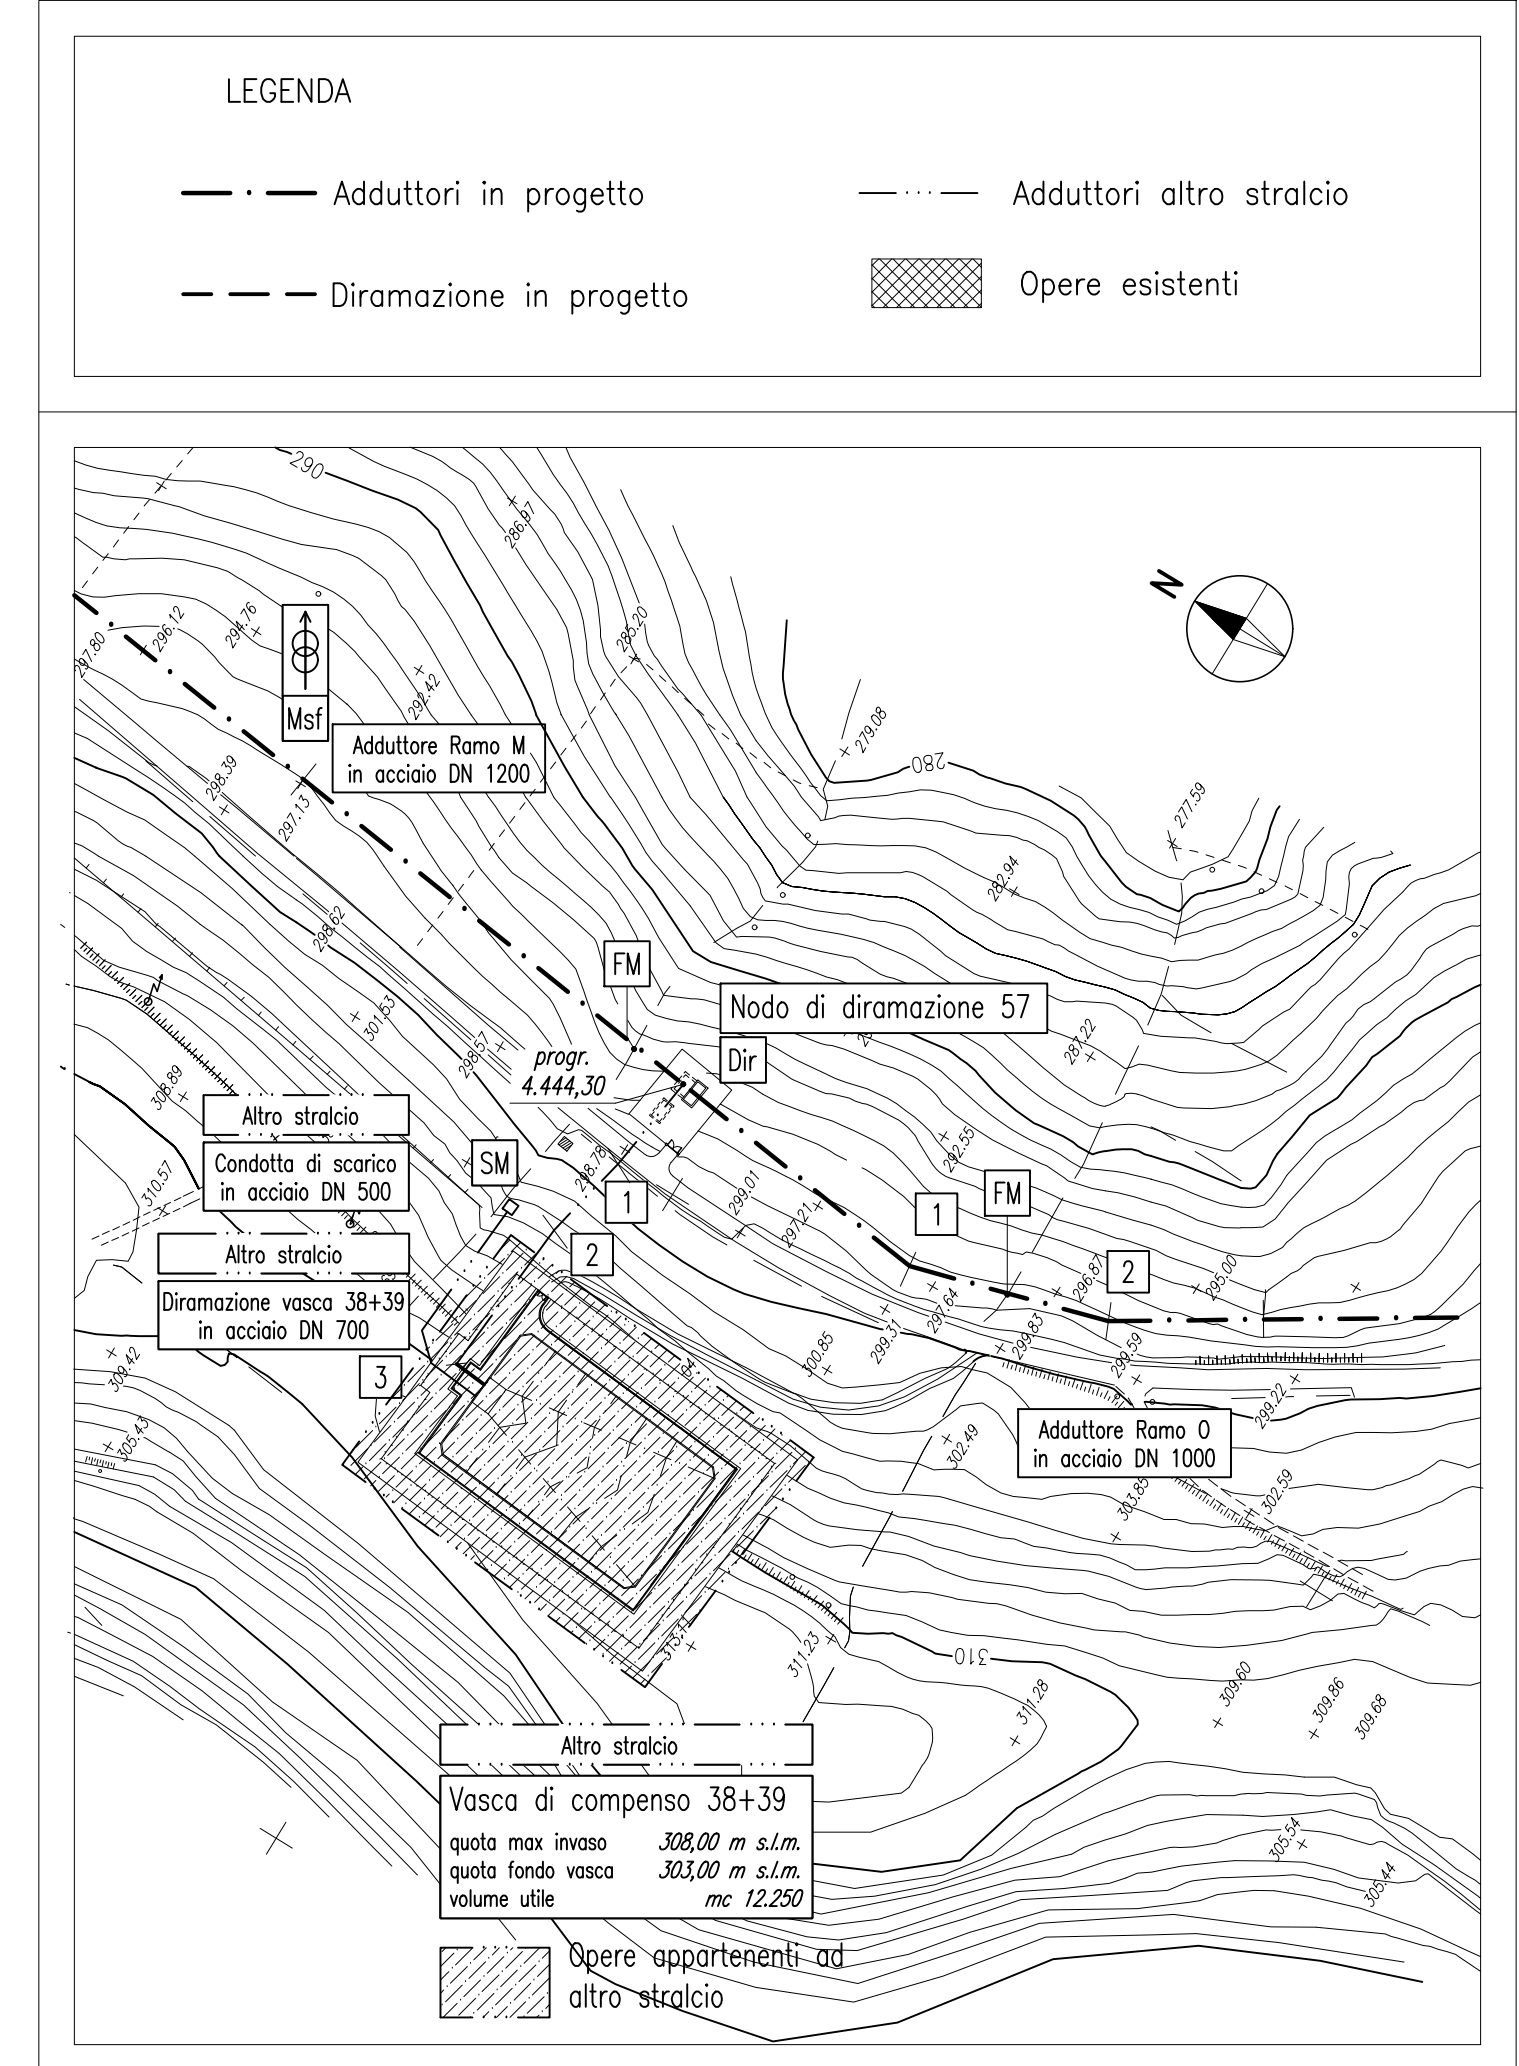 LEGENDA
Adduttori in progetto
Adduttori altro stralcio
Diramazione in progetto
Opere esistenti
290
286.97
N
297.80
296.12
294.76
285.20
292.42
Msf
279.08
280
Adduttore Ramo M
in acciaio DN 1200
298.39
297.13
277.59
282.94
298.62
FM
Nodo di diramazione 57
301.53
298.57
progr.
4.444,30
Dir
287.22
308.89
Altro stralcio
Condotta di scarico
in acciaio DN 500
SM
298.78
1
299.01
297.21
292.55
1
FM
310.57
Altro stralcio
2
296.87
2
295.00
Diramazione vasca 38+39
in acciaio DN 700
297.64
299.31
299.83
300.85
299.59
309.42
3
299.22
305.43
302.49
Adduttore Ramo O
in acciaio DN 1000
303.85
302.59
311.23
310
311.28
309.60
309.86
309.68
Altro stralcio
Vasca di compenso 38+39
quota max invaso 308,00 m s.l.m.
quota fondo vasca 303,00 m s.l.m.
volume utile mc 12.250
305.54
305.44
Opere appartenenti ad
altro stralcio